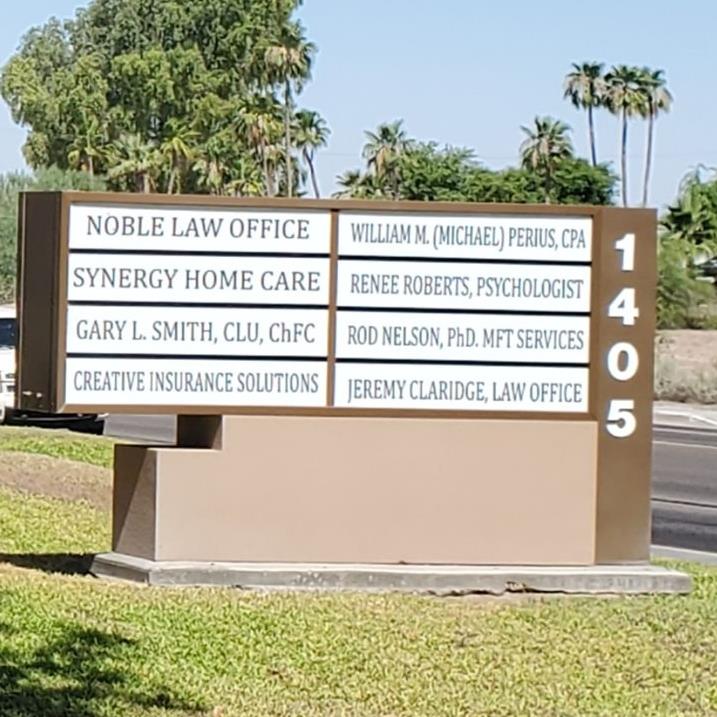 NOBLE LAW OFFICE
SYNERGY HOME CARE
GARY L. SMITH, CLU, ChFC
CREATIVE INSURANCE SOLUTIONS
WILLIAM M. (MICHAEL) PERIUS, CPA
RENEE ROBERTS, PSYCHOLOGIST
ROD NELSON, PhD. MFT SERVICES
JEREMY CLARIDGE, LAW OFFICE
1405